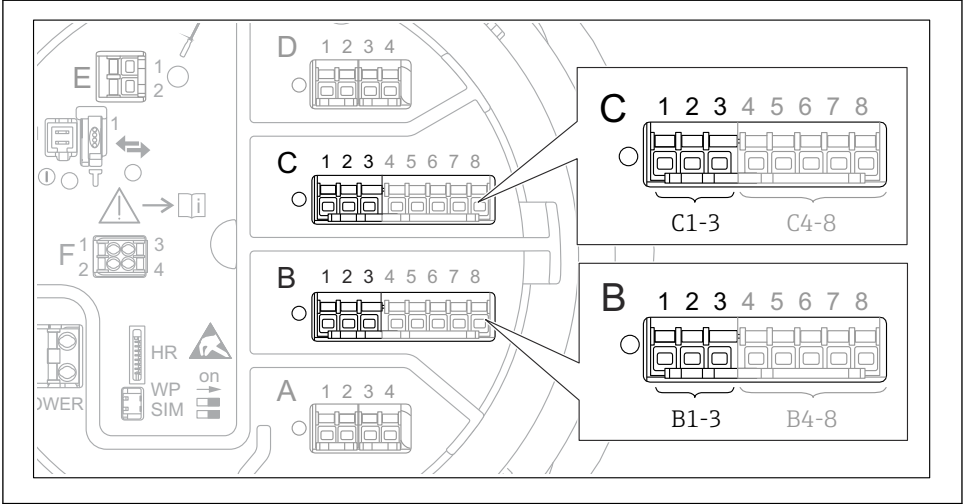 D 1 2 3 4
E 1
2
1
C 1 2 3 4 5 6 7 8
C 1 2 3 4 5 6 7 8
C1-3 C4-8
i
F 1 3
2 4
B 1 2 3 4 5 6 7 8
B 1 2 3 4 5 6 7 8
B1-3 B4-8
HR
on
WP
SIM
OWER
A 1 2 3 4